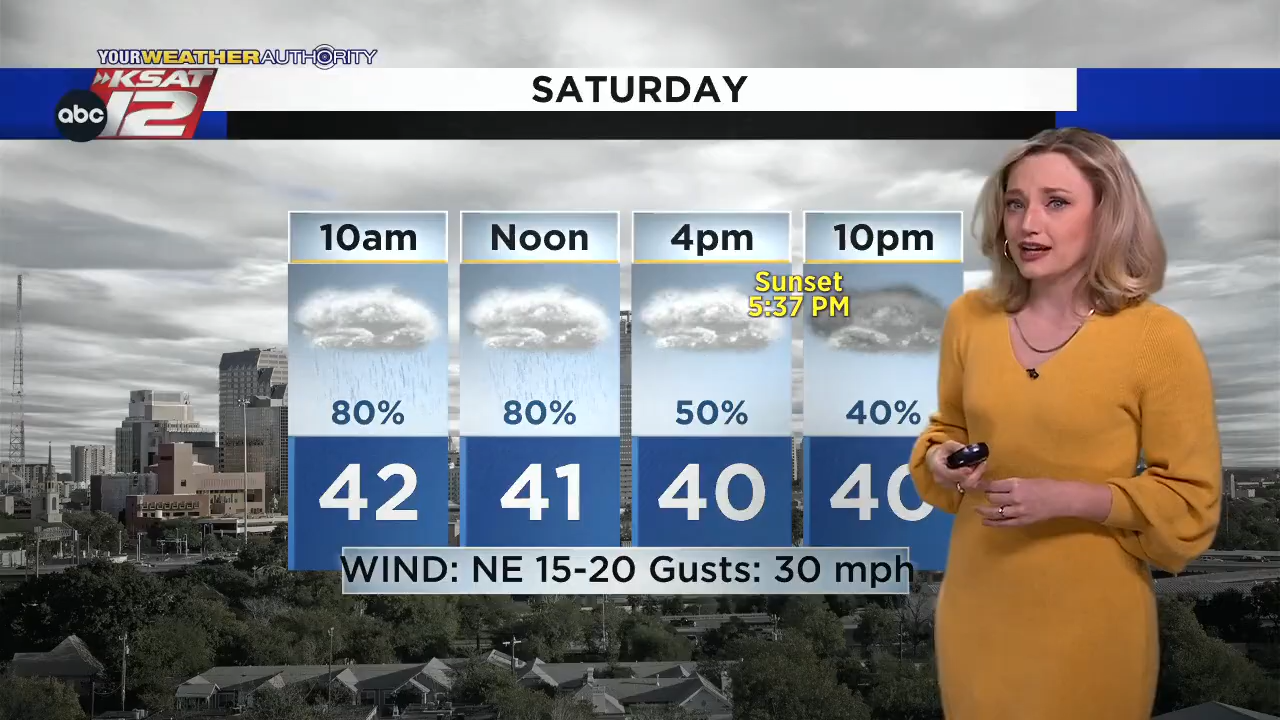 YOUR WEATHER AUTHORITY
KSAT
abc 12
SATURDAY
10am Noon 4pm 10pm
Sunset
5:37 PM
80% 80% 50% 40%
42 41 40 40
WIND: NE 15-20 Gusts: 30 mph